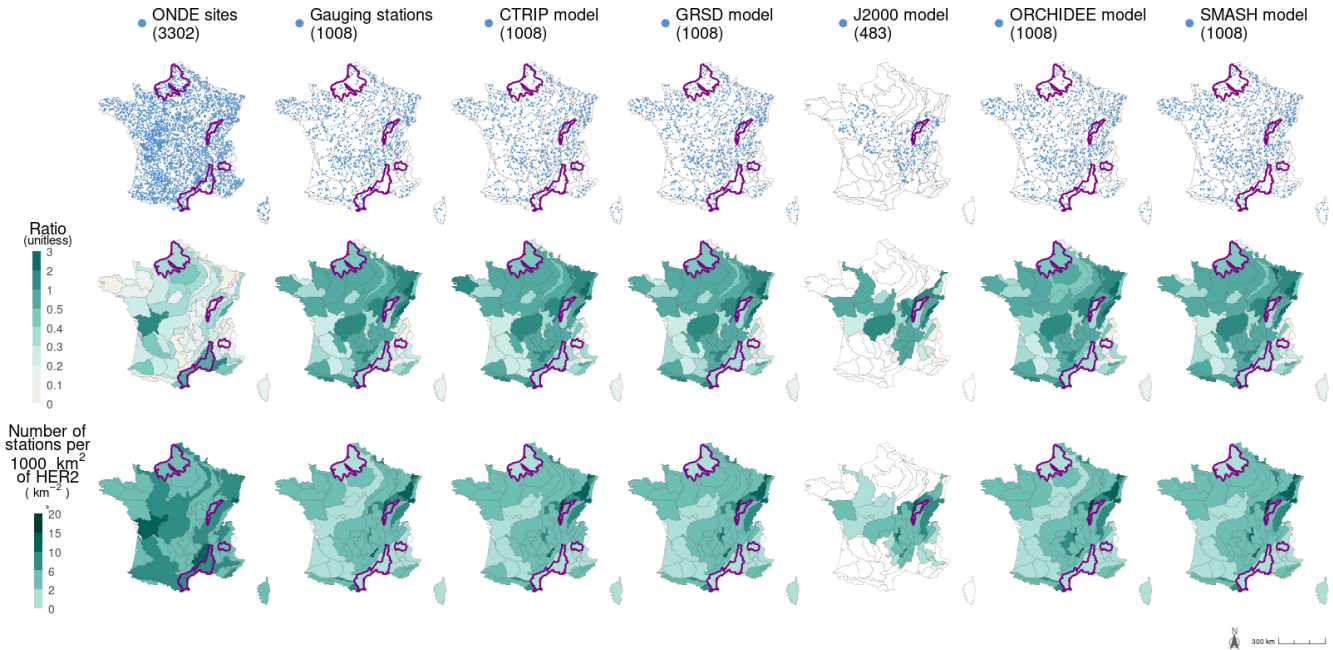 ONDE sites
(3302)
Gauging stations
(1008)
CTRIP model
(1008)
GRSD model
(1008)
J2000 model
(483)
ORCHIDEE model
(1008)
SMASH model
(1008)
Ratio
(unitless)
3
2
1
0.5
0.4
0.3
0.2
0.1
0
Number of
stations per
1000 km²
of HER2
( km⁻² )
20
15
10
6
2
0
N
300 km